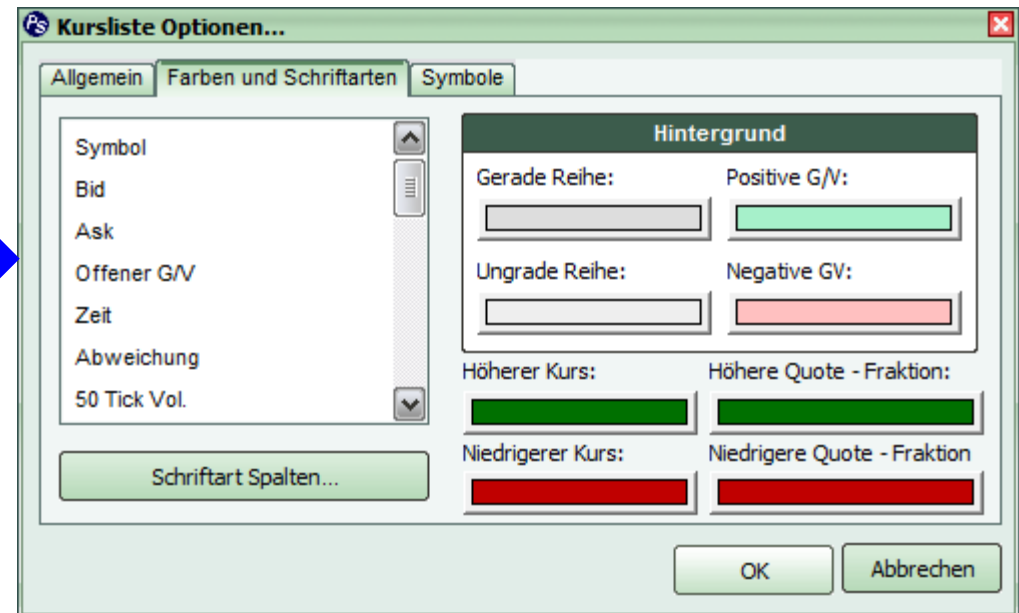 Ps Kursliste Optionen...
Allgemein Farben und Schriftarten Symbole
Symbol
Bid
Ask
Offener G/V
Zeit
Abweichung
50 Tick Vol.
Schriftart Spalten...
Hintergrund
Gerade Reihe: Positive G/V:
Ungrade Reihe: Negative GV:
Höherer Kurs: Höhere Quote - Fraktion:
Niedrigerer Kurs: Niedrigere Quote - Fraktion
OK Abbrechen